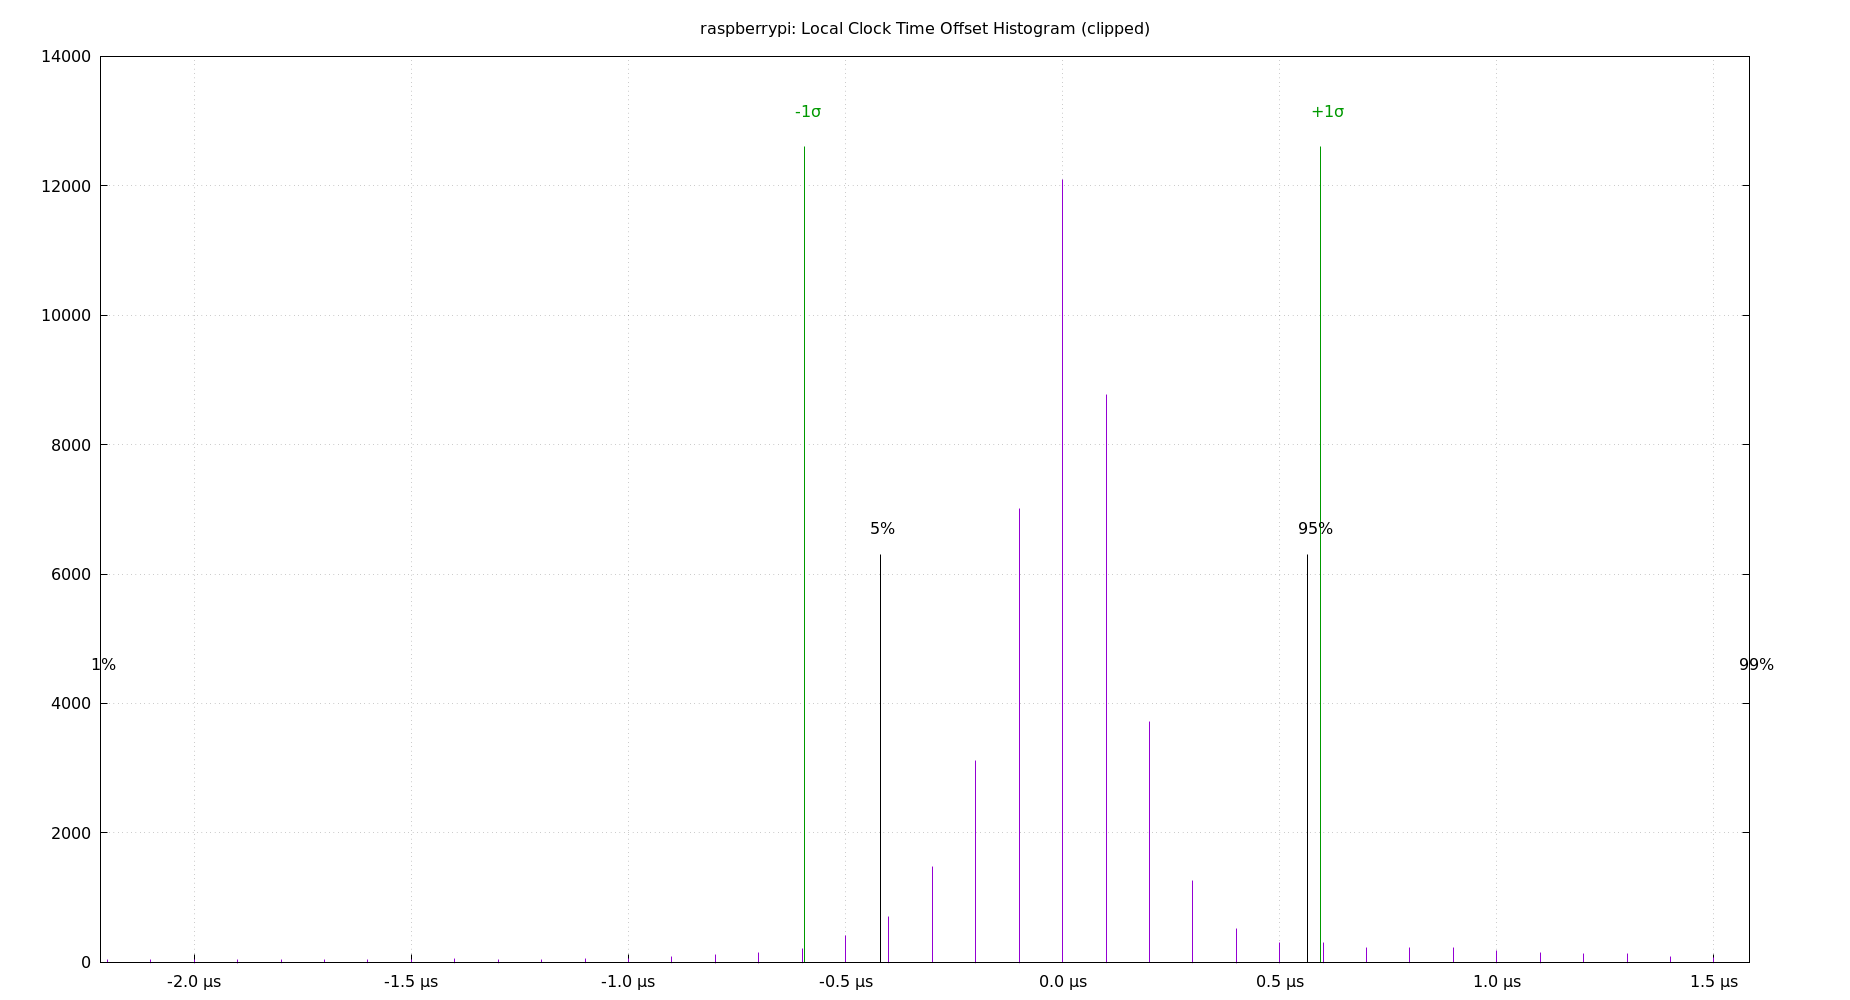 raspberrypi: Local Clock Time Offset Histogram (clipped)
14000
-1σ
+1σ
12000
10000
8000
5%
95%
6000
1%
99%
4000
2000
0
-2.0 µs
-1.5 µs
-1.0 µs
-0.5 µs
0.0 µs
0.5 µs
1.0 µs
1.5 µs